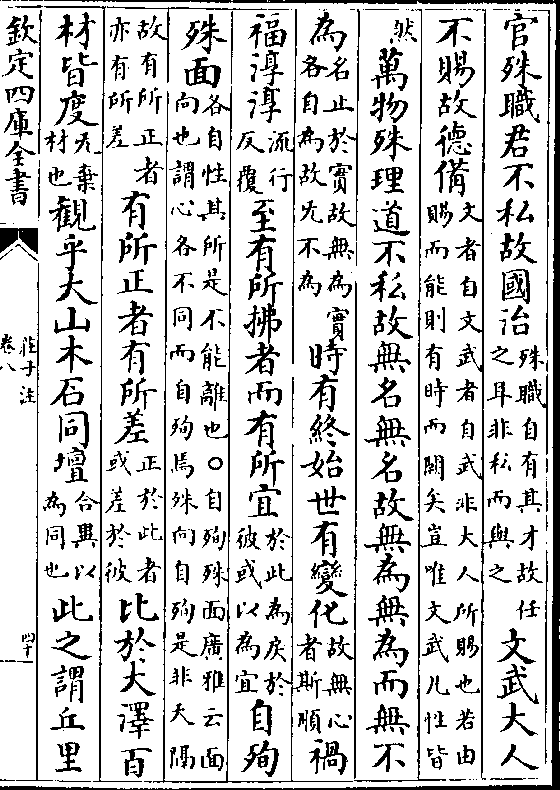 官殊職君不私故國治殊職自有其才故任之耳非私而與之文武大人
不賜故德備文者自文武者自武非大人所賜也若由賜而能則有時而闕矣豈唯文武凡性皆
然萬物殊理道不私故無名無名故無為無為而無不
為名止於實故無為實各自為故无不為時有終始世有變化故無心者斯順禍
福淳淳流行反覆至有所拂者而有所宜於此為戾於彼或以為宜自殉
殊面各自性其所是不能離也○自殉殊面廣雅云面向也謂心各不同而自殉焉殊向自殉是非天隔
故有所正者亦有所差有所正者有所差正於此者或差於彼比於大澤百
材皆度无棄材也觀乎大山木石同壇合異以為同也此之謂丘里
欽定四庫全書
莊子注
卷八
四十